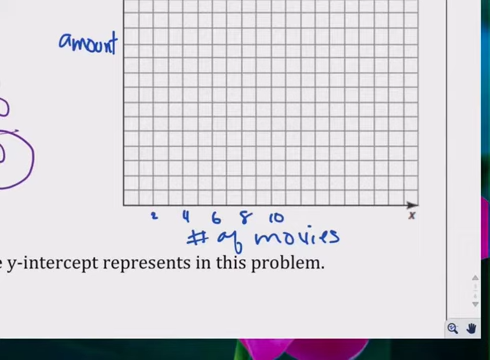 amount
2 4 6 8 10
x
# of movies
y-intercept represents in this problem.